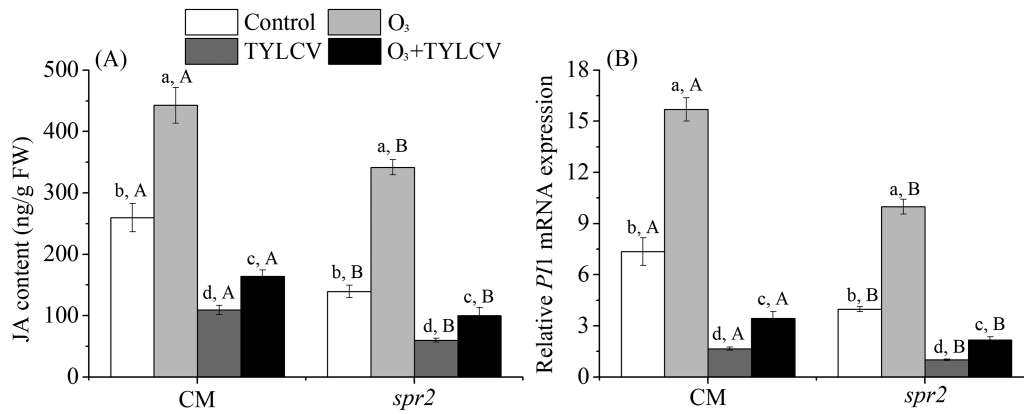 Control
O₃
TYLCV
O₃+TYLCV
(A)
JA content (ng/g FW)
500
400
300
200
100
0
b, A
a, A
d, A
c, A
b, B
a, B
d, B
c, B
CM
spr2
(B)
Relative PI1 mRNA expression
18
15
12
9
6
3
0
b, A
a, A
d, A
c, A
b, B
a, B
d, B
c, B
CM
spr2